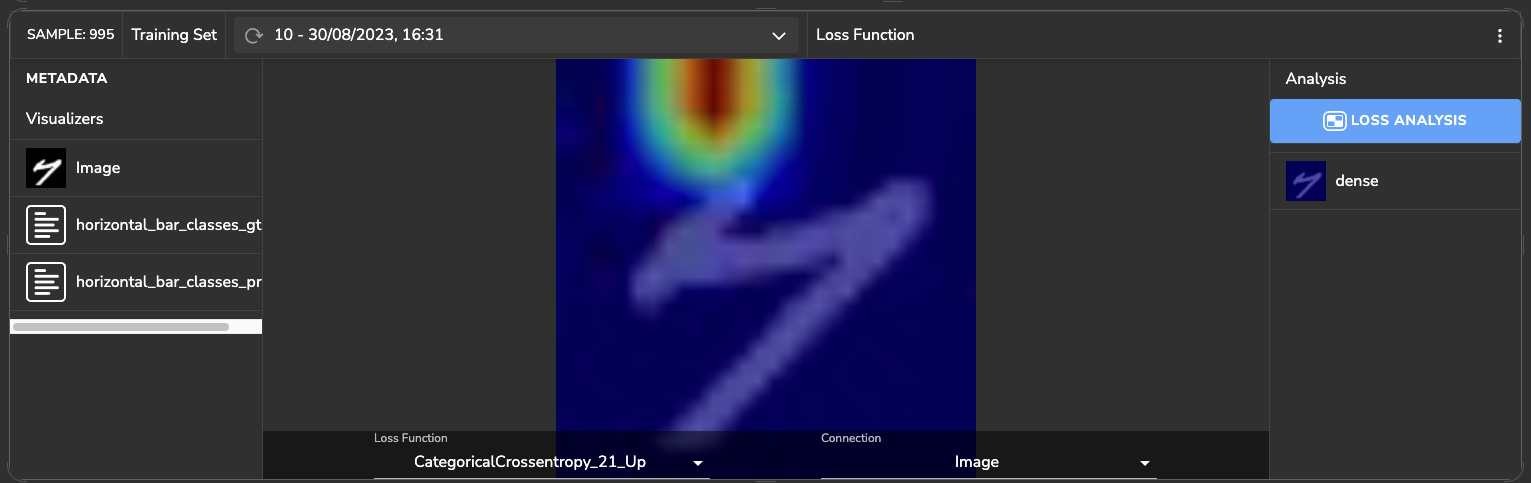 SAMPLE: 995 Training Set 10 - 30/08/2023, 16:31 Loss Function
METADATA
Visualizers
Image
horizontal_bar_classes_gt
horizontal_bar_classes_pr
Analysis
LOSS ANALYSIS
dense
Loss Function
CategoricalCrossentropy_21_Up
Connection
Image